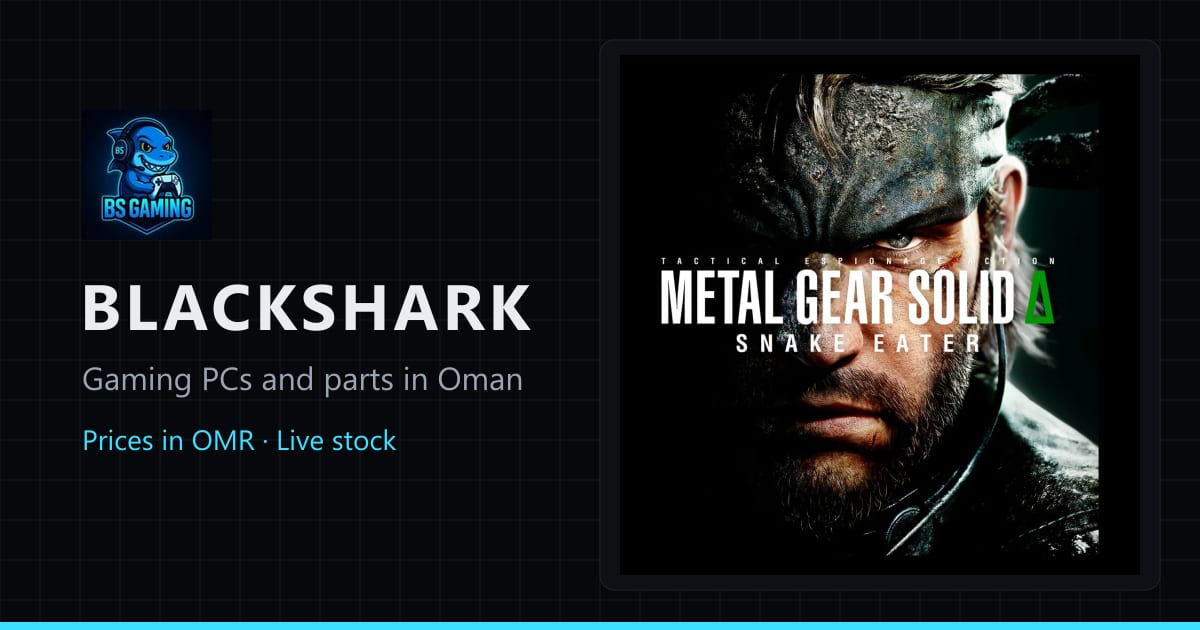 BS
BS GAMING
BLACKSHARK
Gaming PCs and parts in Oman
Prices in OMR · Live stock
TACTICAL ESPIONAGE ACTION
METAL GEAR SOLID Δ
SNAKE EATER